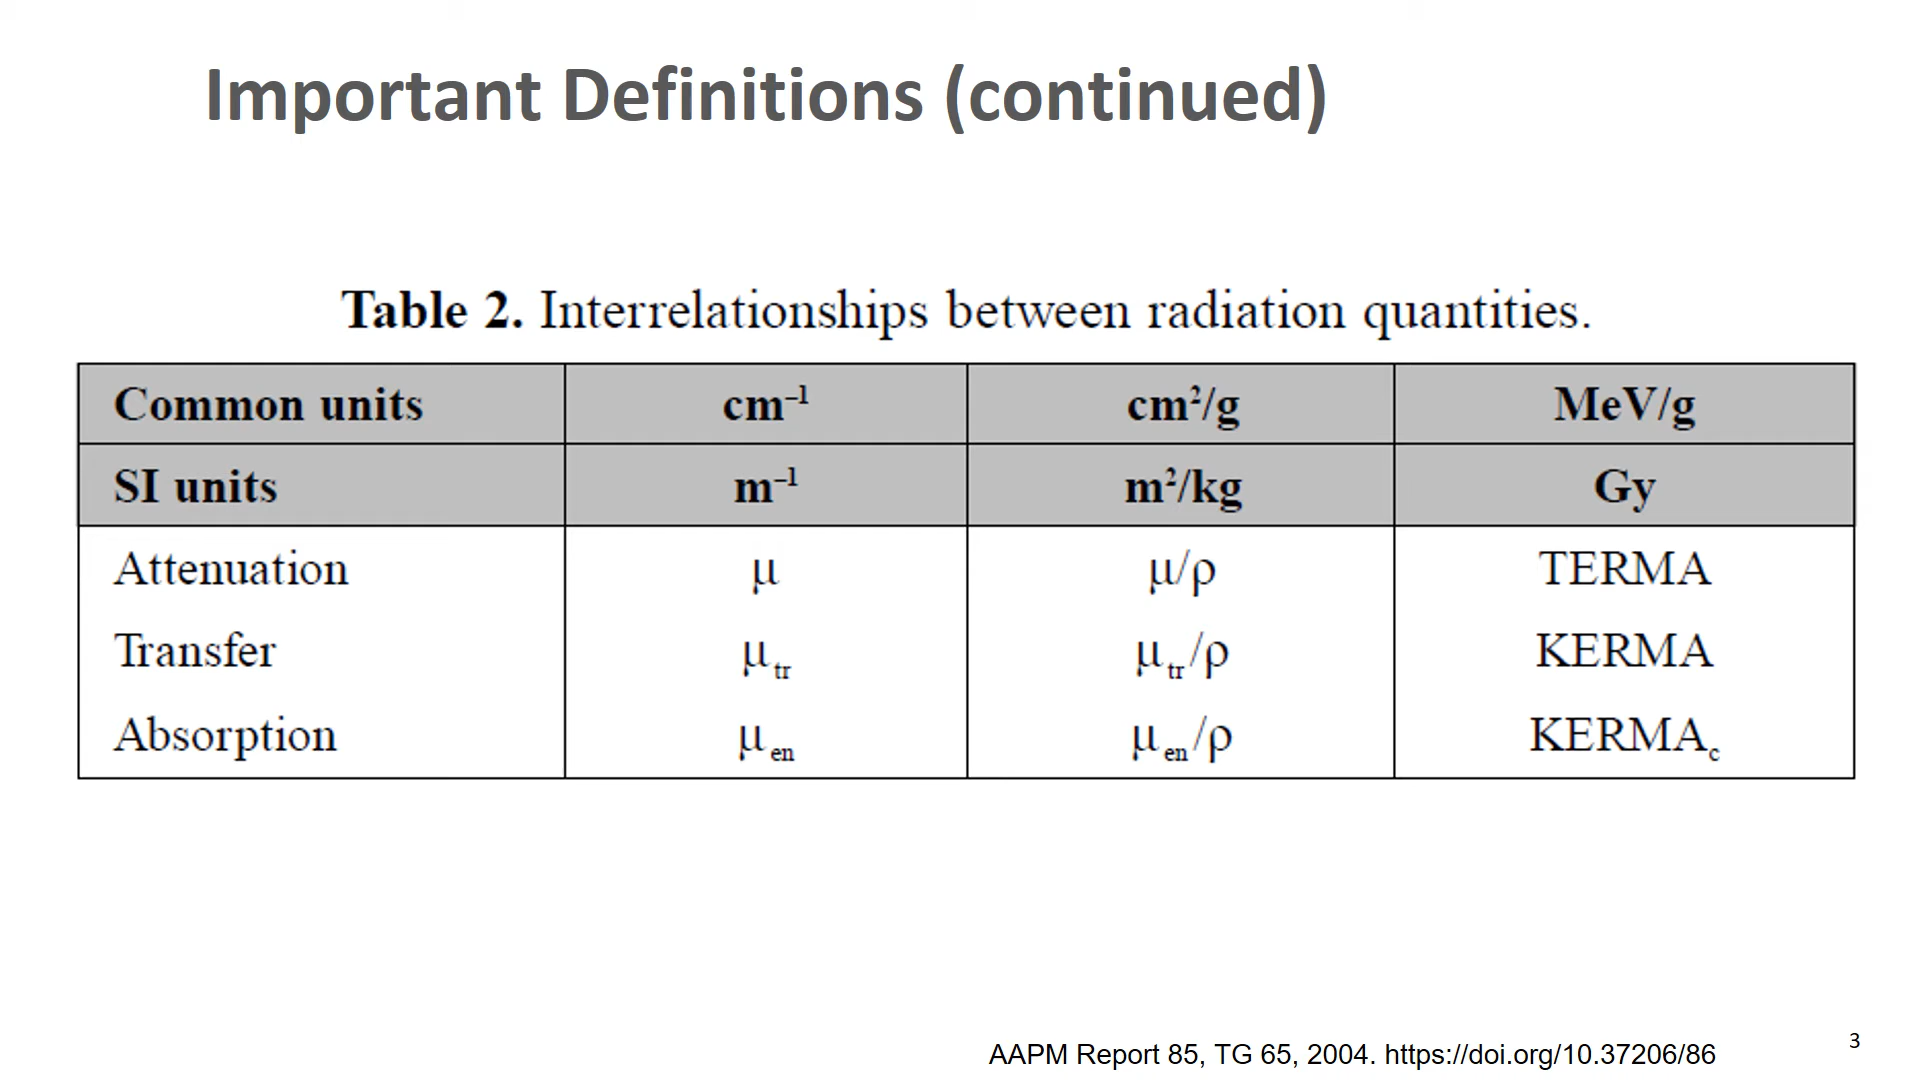 Important Definitions (continued)
Table 2. Interrelationships between radiation quantities.
Common units cm⁻¹ cm²/g MeV/g
SI units m⁻¹ m²/kg Gy
Attenuation μ μ/ρ TERMA
Transfer μtr μtr/ρ KERMA
Absorption μen μen/ρ KERMAc
AAPM Report 85, TG 65, 2004. https://doi.org/10.37206/86
3